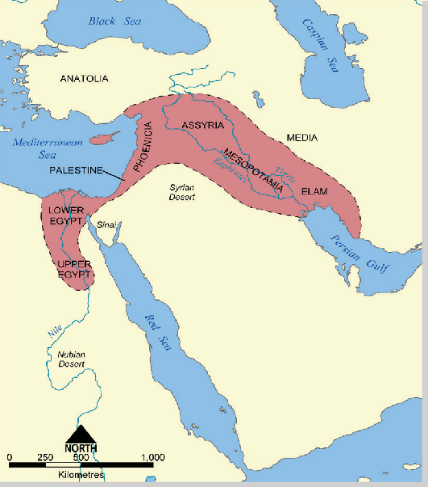 Black Sea
Caspian
Sea
ANATOLIA
ASSYRIA
MEDIA
Mediterranean
Sea
PHOENICIA
MESOPOTAMIA
Tigris
Euphrates
PALESTINE
ELAM
Syrian
Desert
LOWER
EGYPT
Sinai
UPPER
EGYPT
Persian Gulf
Red Sea
Nile
Nubian
Desert
NORTH
0 250 500 1,000
Kilometres